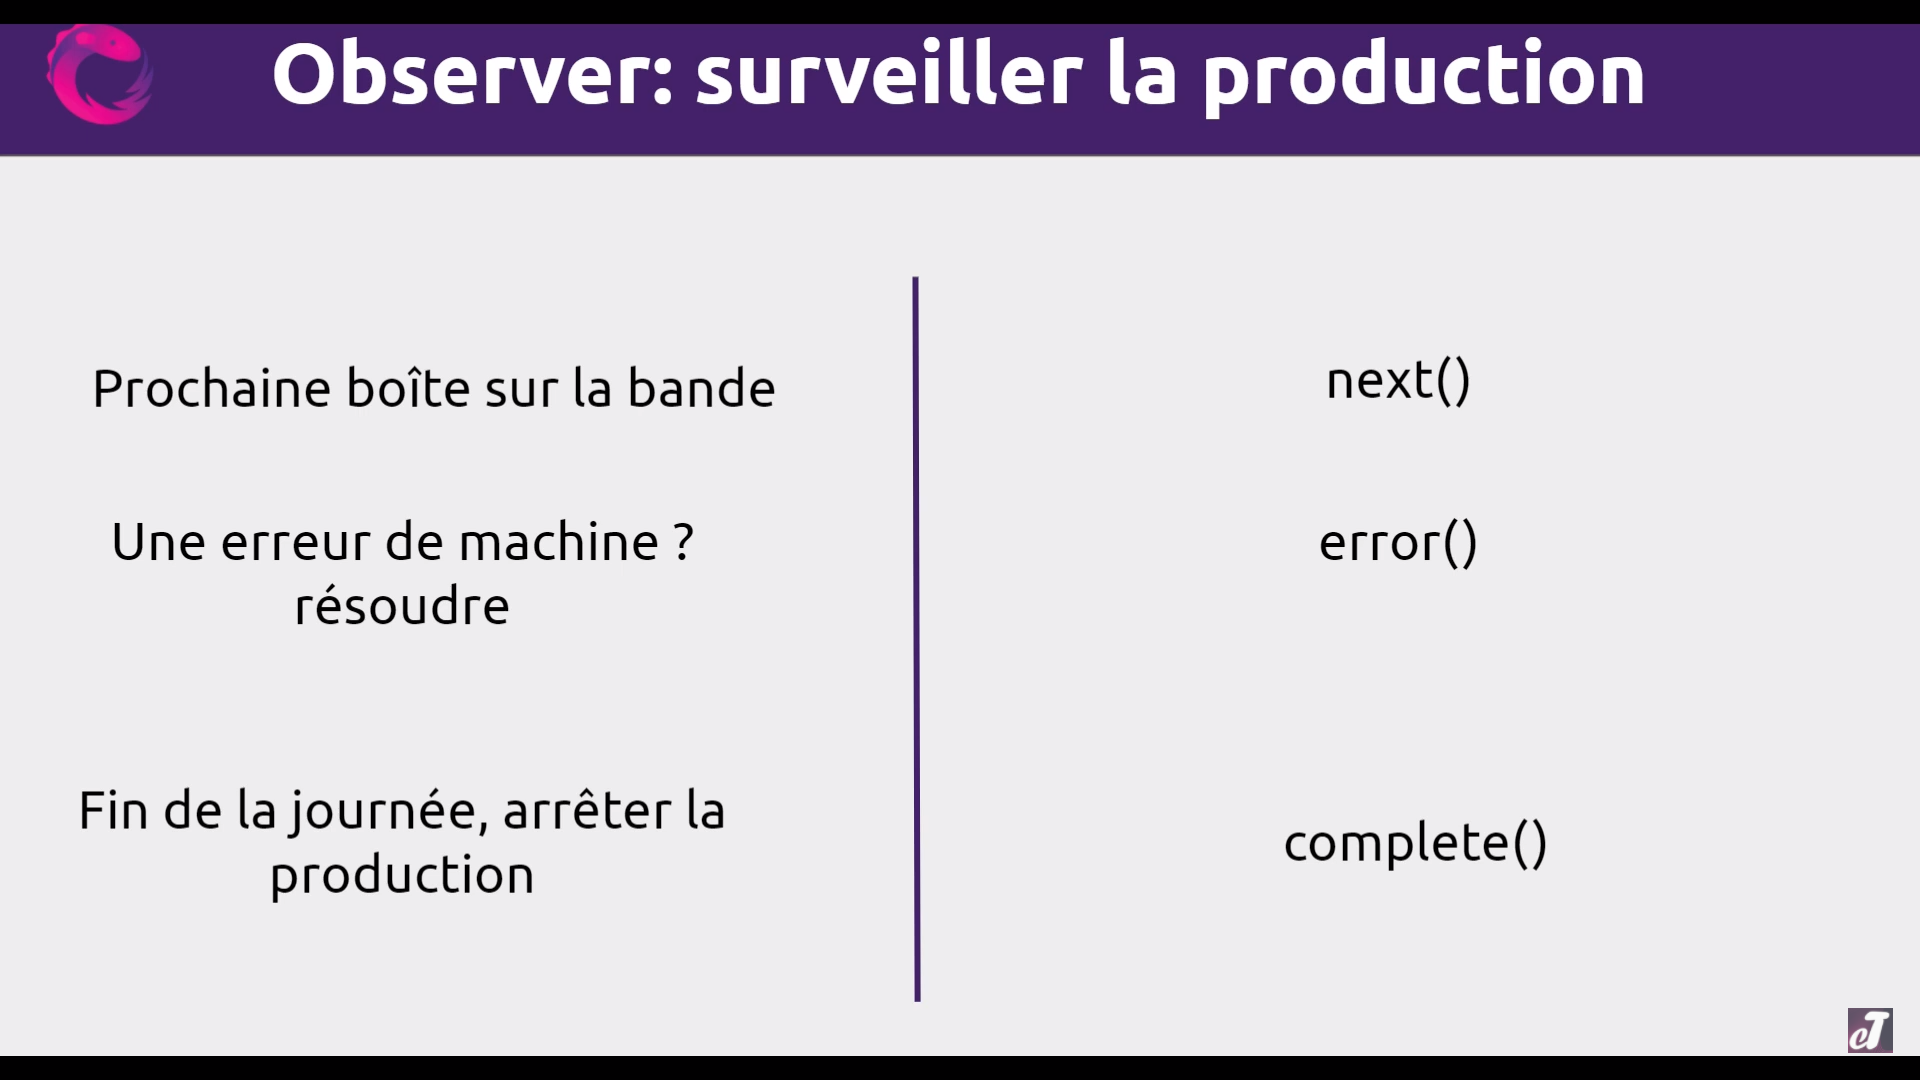 Observer: surveiller la production
Prochaine boîte sur la bande
next()
Une erreur de machine ?
résoudre
error()
Fin de la journée, arrêter la
production
complete()
cT